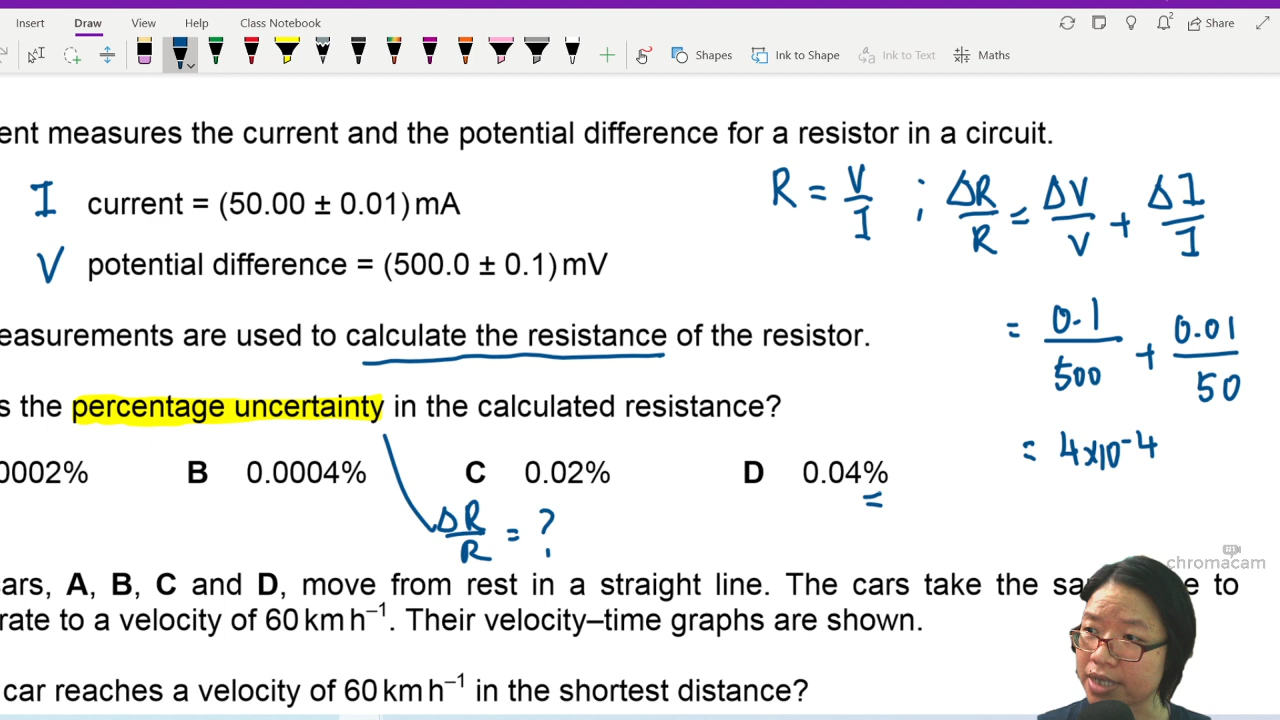 Insert Draw View Help Class Notebook Share
Shapes Ink to Shape Ink to Text Maths
ent measures the current and the potential difference for a resistor in a circuit.
I current = (50.00 ± 0.01) mA
R = V/I ; ΔR/R = ΔV/V + ΔI/I
V potential difference = (500.0 ± 0.1) mV
= 0.1/500 + 0.01/50
easurements are used to calculate the resistance of the resistor.
s the percentage uncertainty in the calculated resistance?
= 4x10⁻⁴
0002% B 0.0004% C 0.02% D 0.04%
ΔR/R = ?
chromacam
ars, A, B, C and D, move from rest in a straight line. The cars take the sa e to
rate to a velocity of 60 km h⁻¹. Their velocity–time graphs are shown.
car reaches a velocity of 60 km h⁻¹ in the shortest distance?